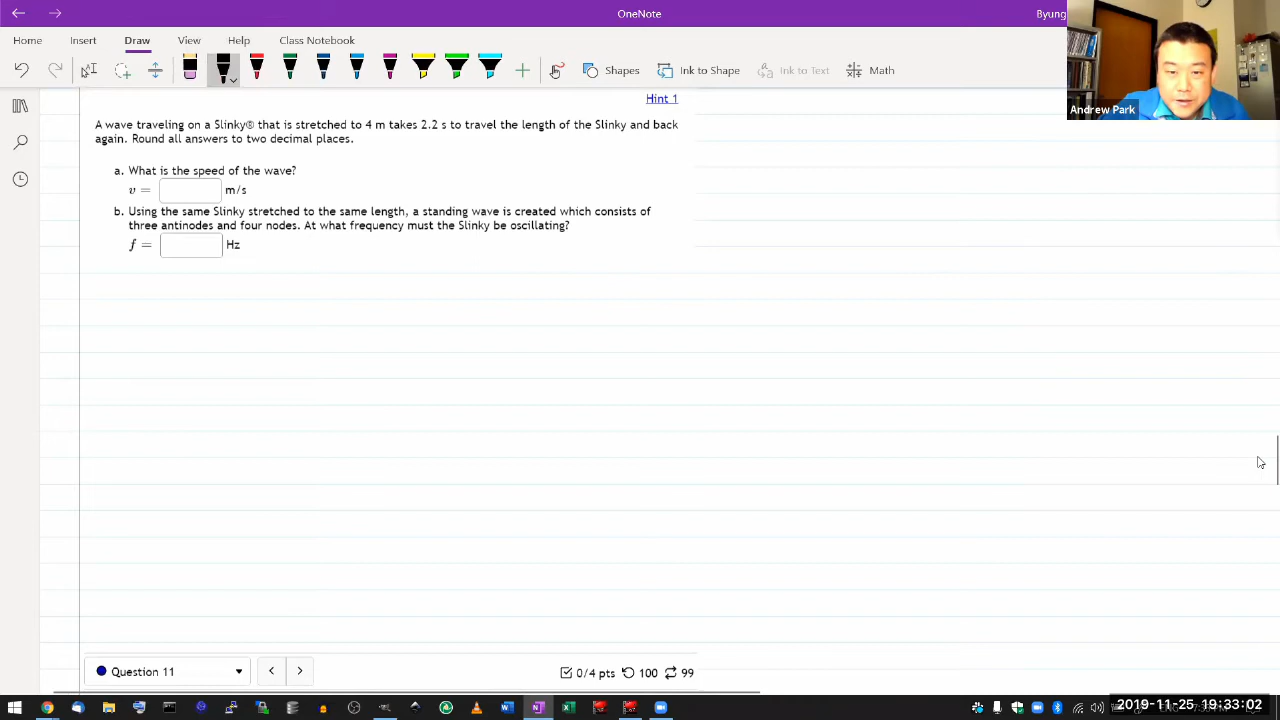 OneNote
Byung
Home Insert Draw View Help Class Notebook
Shapes Ink to Shape Ink to Text Math
Andrew Park
Hint 1
A wave traveling on a Slinky® that is stretched to 4 m takes 2.2 s to travel the length of the Slinky and back
again. Round all answers to two decimal places.
a. What is the speed of the wave?
v = m/s
b. Using the same Slinky stretched to the same length, a standing wave is created which consists of
three antinodes and four nodes. At what frequency must the Slinky be oscillating?
f = Hz
Question 11 0/4 pts 100 99
2019-11-25 19:33:02